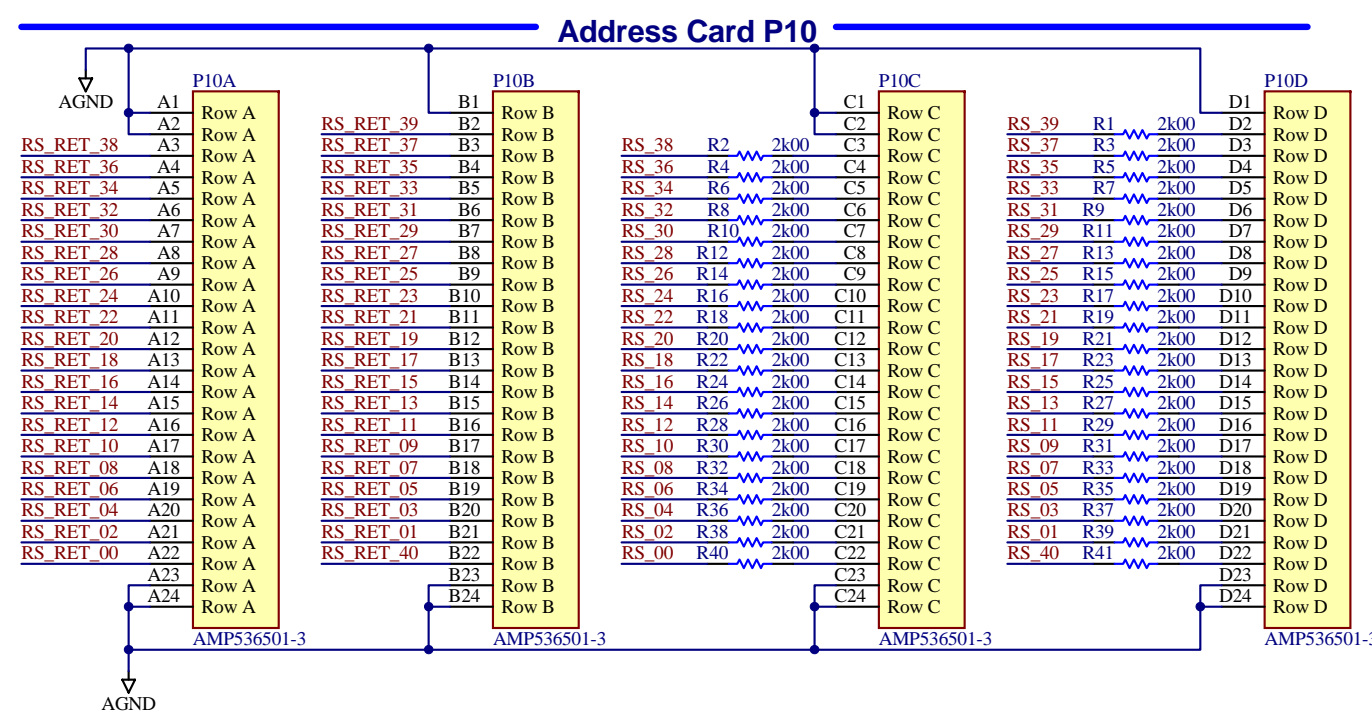 Address Card P10
AGND
P10A P10B P10C P10D
A1 Row A B1 Row B C1 Row C D1 Row D
A2 Row A RS_RET_39 B2 Row B C2 Row C RS_39 R1 2k00 D2 Row D
RS_RET_38 A3 Row A RS_RET_37 B3 Row B RS_38 R2 2k00 C3 Row C RS_37 R3 2k00 D3 Row D
RS_RET_36 A4 Row A RS_RET_35 B4 Row B RS_36 R4 2k00 C4 Row C RS_35 R5 2k00 D4 Row D
RS_RET_34 A5 Row A RS_RET_33 B5 Row B RS_34 R6 2k00 C5 Row C RS_33 R7 2k00 D5 Row D
RS_RET_32 A6 Row A RS_RET_31 B6 Row B RS_32 R8 2k00 C6 Row C RS_31 R9 2k00 D6 Row D
RS_RET_30 A7 Row A RS_RET_29 B7 Row B RS_30 R10 2k00 C7 Row C RS_29 R11 2k00 D7 Row D
RS_RET_28 A8 Row A RS_RET_27 B8 Row B RS_28 R12 2k00 C8 Row C RS_27 R13 2k00 D8 Row D
RS_RET_26 A9 Row A RS_RET_25 B9 Row B RS_26 R14 2k00 C9 Row C RS_25 R15 2k00 D9 Row D
RS_RET_24 A10 Row A RS_RET_23 B10 Row B RS_24 R16 2k00 C10 Row C RS_23 R17 2k00 D10 Row D
RS_RET_22 A11 Row A RS_RET_21 B11 Row B RS_22 R18 2k00 C11 Row C RS_21 R19 2k00 D11 Row D
RS_RET_20 A12 Row A RS_RET_19 B12 Row B RS_20 R20 2k00 C12 Row C RS_19 R21 2k00 D12 Row D
RS_RET_18 A13 Row A RS_RET_17 B13 Row B RS_18 R22 2k00 C13 Row C RS_17 R23 2k00 D13 Row D
RS_RET_16 A14 Row A RS_RET_15 B14 Row B RS_16 R24 2k00 C14 Row C RS_15 R25 2k00 D14 Row D
RS_RET_14 A15 Row A RS_RET_13 B15 Row B RS_14 R26 2k00 C15 Row C RS_13 R27 2k00 D15 Row D
RS_RET_12 A16 Row A RS_RET_11 B16 Row B RS_12 R28 2k00 C16 Row C RS_11 R29 2k00 D16 Row D
RS_RET_10 A17 Row A RS_RET_09 B17 Row B RS_10 R30 2k00 C17 Row C RS_09 R31 2k00 D17 Row D
RS_RET_08 A18 Row A RS_RET_07 B18 Row B RS_08 R32 2k00 C18 Row C RS_07 R33 2k00 D18 Row D
RS_RET_06 A19 Row A RS_RET_05 B19 Row B RS_06 R34 2k00 C19 Row C RS_05 R35 2k00 D19 Row D
RS_RET_04 A20 Row A RS_RET_03 B20 Row B RS_04 R36 2k00 C20 Row C RS_03 R37 2k00 D20 Row D
RS_RET_02 A21 Row A RS_RET_01 B21 Row B RS_02 R38 2k00 C21 Row C RS_01 R39 2k00 D21 Row D
RS_RET_00 A22 Row A RS_RET_40 B22 Row B RS_00 R40 2k00 C22 Row C RS_40 R41 2k00 D22 Row D
A23 Row A B23 Row B C23 Row C D23 Row D
A24 Row A B24 Row B C24 Row C D24 Row D
AMP536501-3 AMP536501-3 AMP536501-3 AMP536501-3
AGND